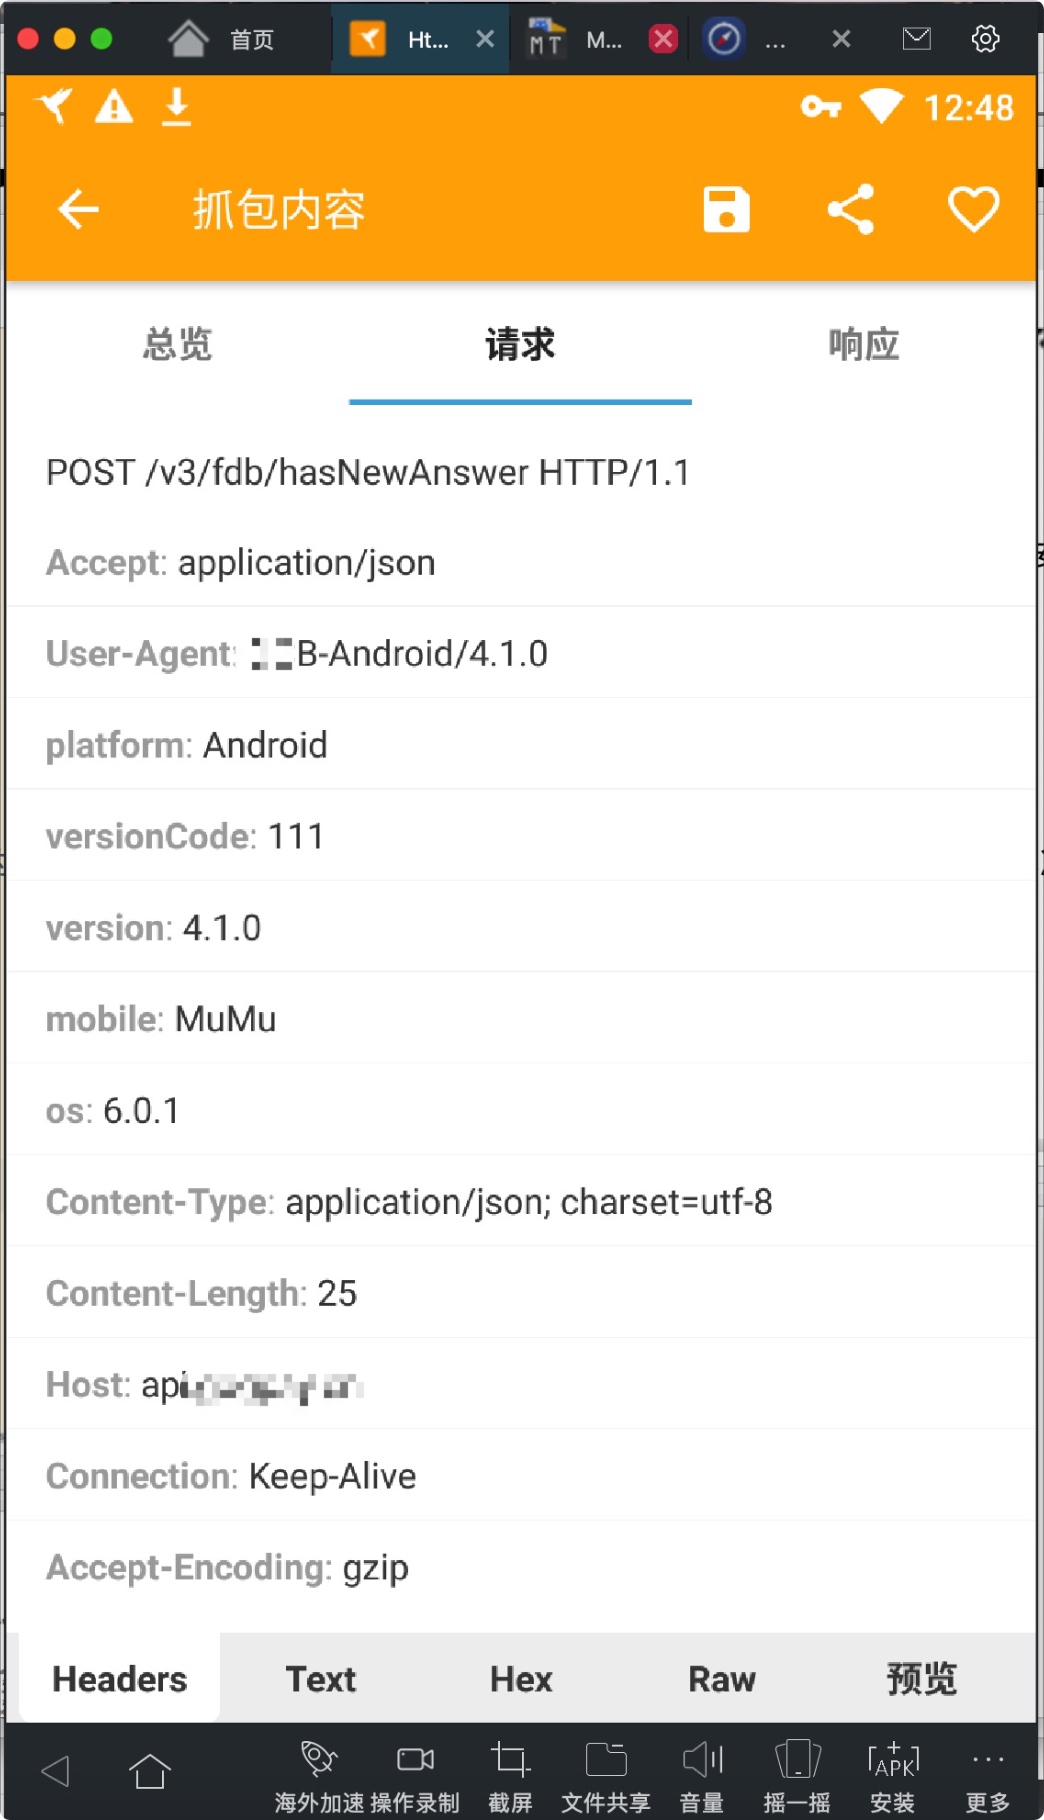 首页 Ht... M... ...
12:48
抓包内容
总览 请求 响应
POST /v3/fdb/hasNewAnswer HTTP/1.1
Accept: application/json
User-Agent: B-Android/4.1.0
platform: Android
versionCode: 111
version: 4.1.0
mobile: MuMu
os: 6.0.1
Content-Type: application/json; charset=utf-8
Content-Length: 25
Host: api
Connection: Keep-Alive
Accept-Encoding: gzip
Headers Text Hex Raw 预览
海外加速 操作录制 截屏 文件共享 音量 摇一摇 安装 更多